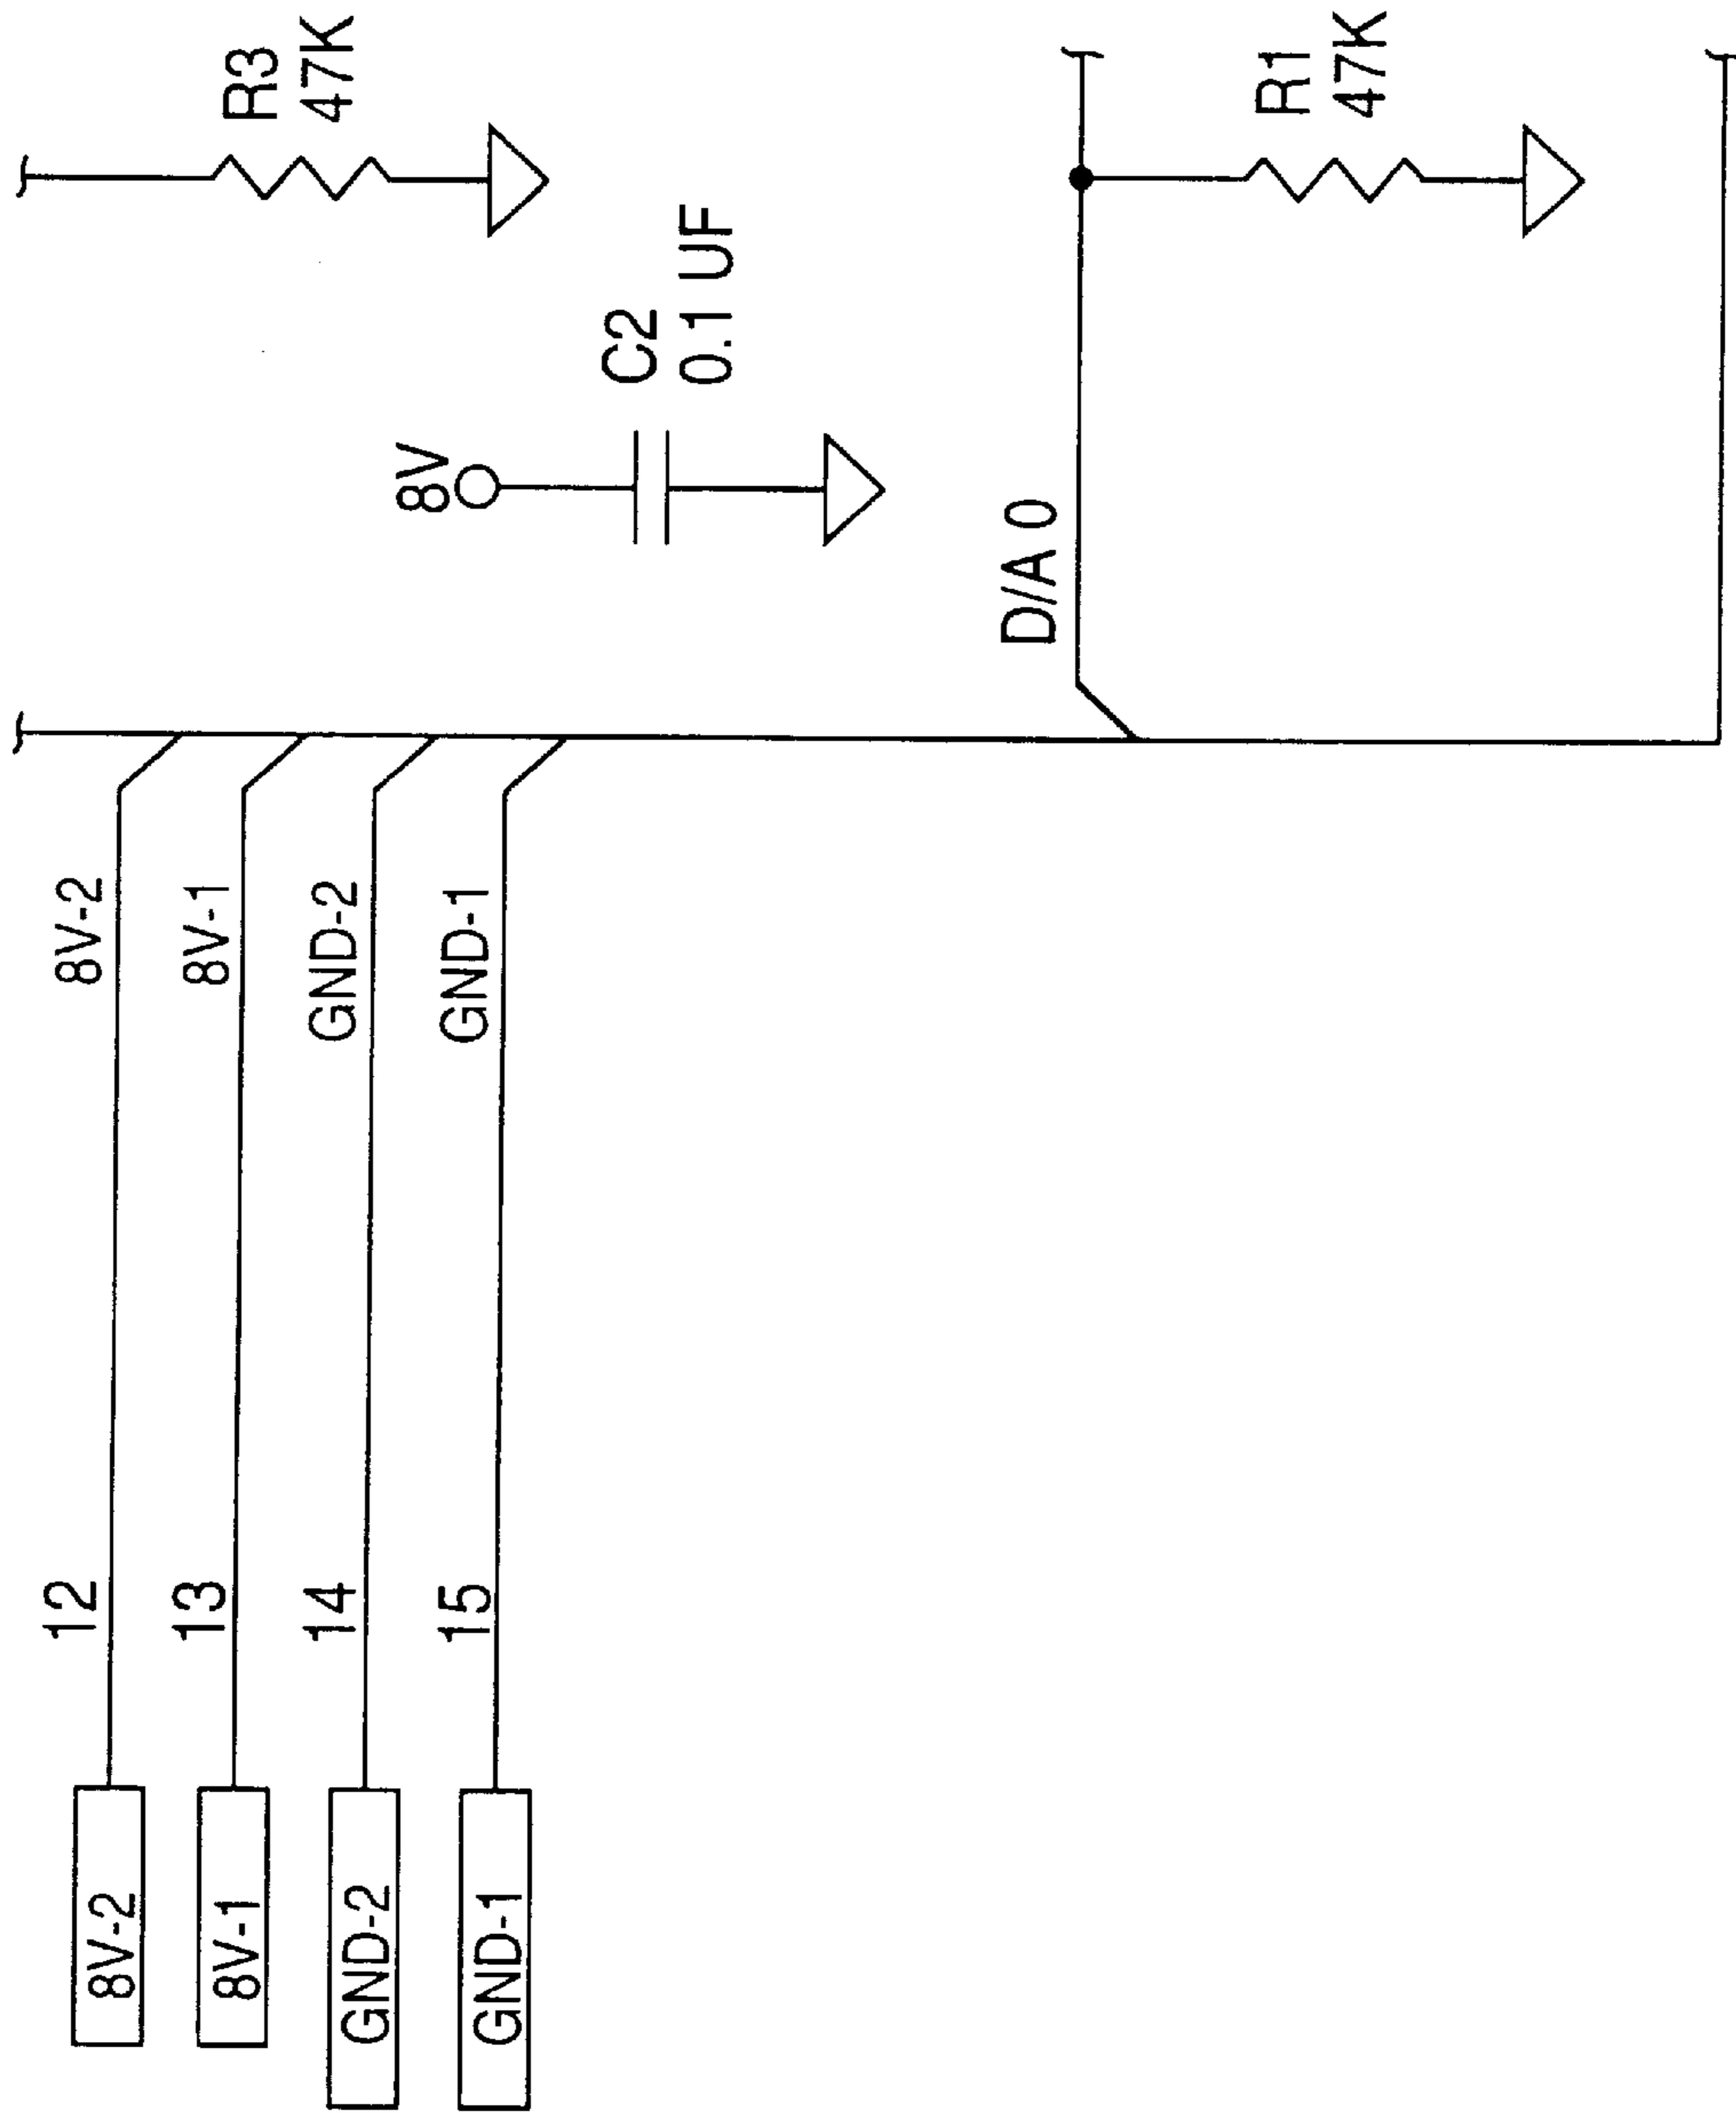 R3
47K
8V
C2
0.1 UF
D/A 0
R1
47K
8V-2
8V-1
GND-2
GND-1
12
13
14
15
8V-2
8V-1
GND-2
GND-1